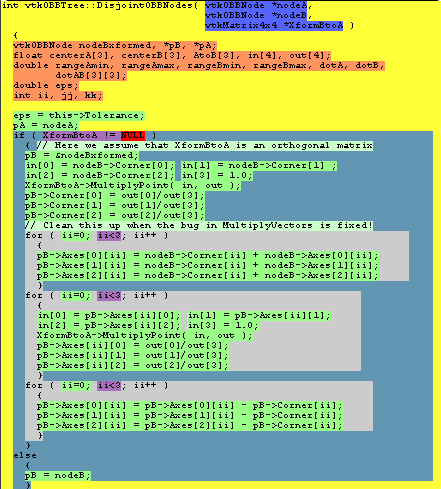 int vtkOBBTree::DisjointOBBNodes( vtkOBBNode *nodeA,
vtkOBBNode *nodeB,
vtkMatrix4x4 *XformBtoA )
{
vtkOBBNode nodeBxformed, *pB, *pA;
float centerA[3], centerB[3], AtoB[3], in[4], out[4];
double rangeAmin, rangeAmax, rangeBmin, rangeBmax, dotA, dotB,
dotAB[3][3];
double eps;
int ii, jj, kk;
eps = this->Tolerance;
pA = nodeA;
if ( XformBtoA != NULL )
{ // Here we assume that XformBtoA is an orthogonal matrix
pB = &nodeBxformed;
in[0] = nodeB->Corner[0]; in[1] = nodeB->Corner[1] ;
in[2] = nodeB->Corner[2]; in[3] = 1.0;
XformBtoA->MultiplyPoint( in, out );
pB->Corner[0] = out[0]/out[3];
pB->Corner[1] = out[1]/out[3];
pB->Corner[2] = out[2]/out[3];
// Clean this up when the bug in MultiplyVectors is fixed!
for ( ii=0; ii<3; ii++ )
{
pB->Axes[0][ii] = nodeB->Corner[ii] + nodeB->Axes[0][ii];
pB->Axes[1][ii] = nodeB->Corner[ii] + nodeB->Axes[1][ii];
pB->Axes[2][ii] = nodeB->Corner[ii] + nodeB->Axes[2][ii];
}
for ( ii=0; ii<3; ii++ )
{
in[0] = pB->Axes[ii][0]; in[1] = pB->Axes[ii][1];
in[2] = pB->Axes[ii][2]; in[3] = 1.0;
XformBtoA->MultiplyPoint( in, out );
pB->Axes[ii][0] = out[0]/out[3];
pB->Axes[ii][1] = out[1]/out[3];
pB->Axes[ii][2] = out[2]/out[3];
}
for ( ii=0; ii<3; ii++ )
{
pB->Axes[0][ii] = pB->Axes[0][ii] - pB->Corner[ii];
pB->Axes[1][ii] = pB->Axes[1][ii] - pB->Corner[ii];
pB->Axes[2][ii] = pB->Axes[2][ii] - pB->Corner[ii];
}
}
else
{
pB = nodeB;
}